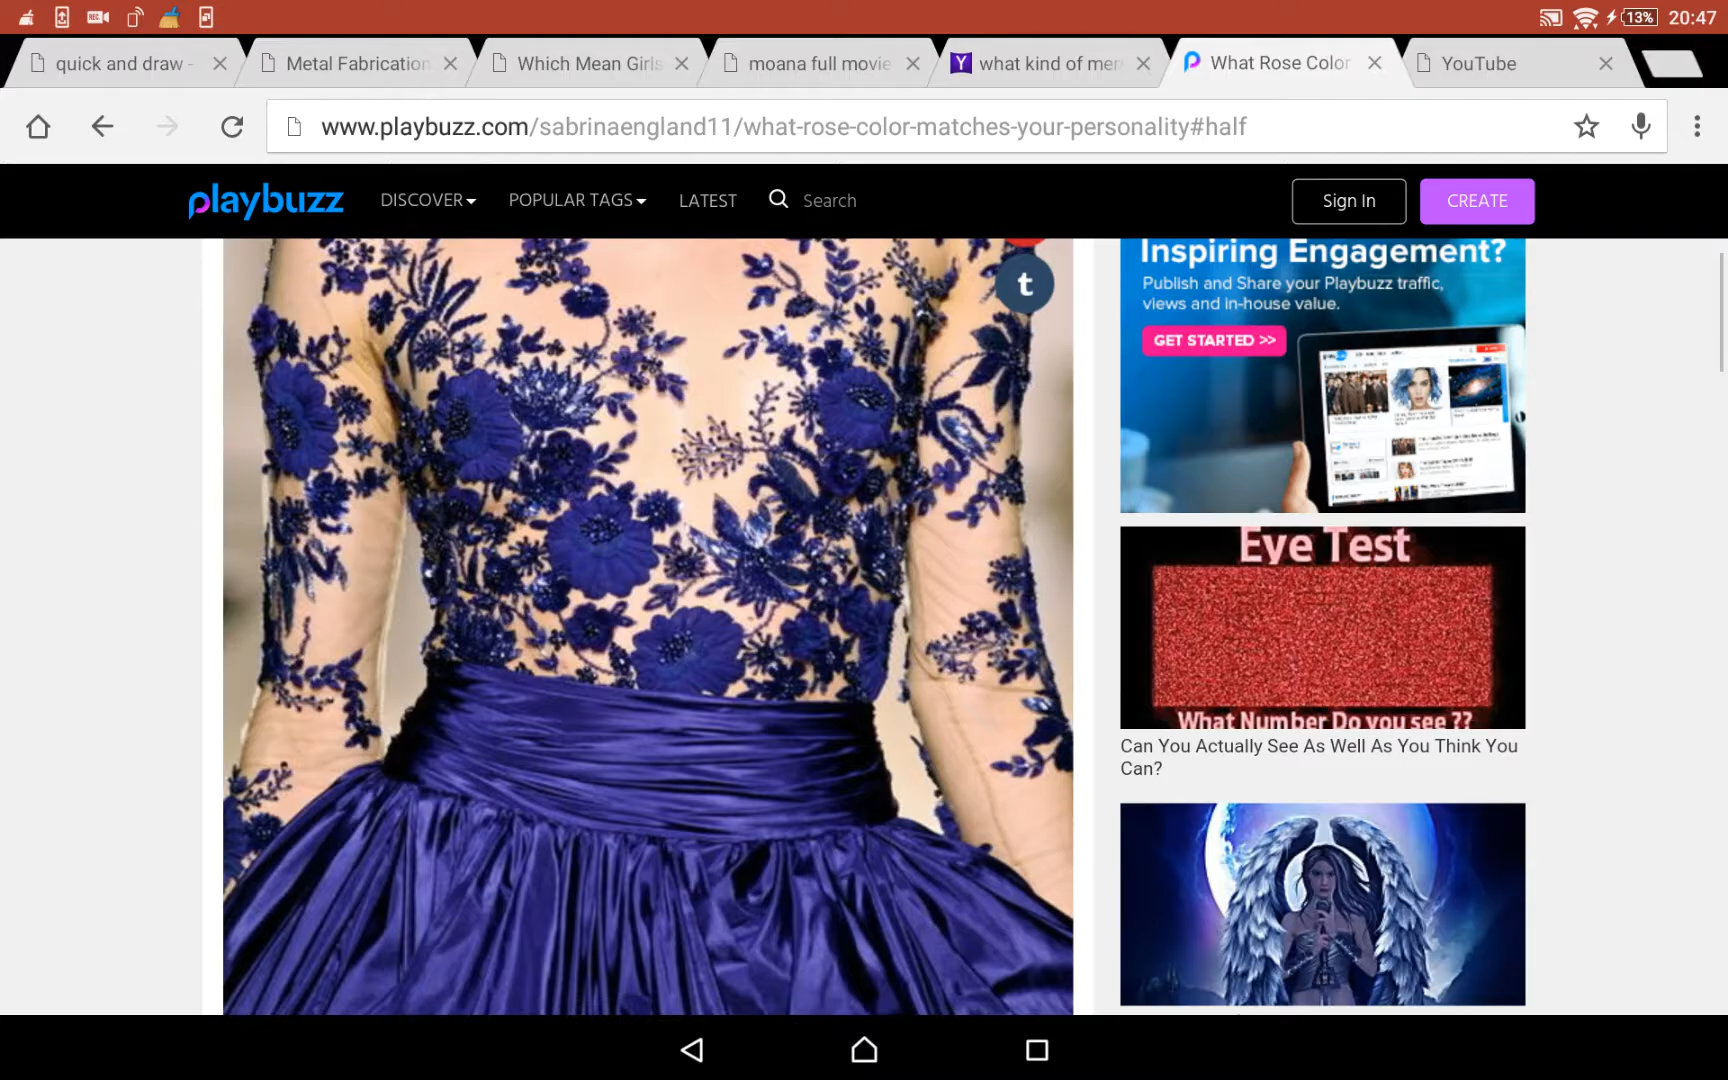 REC 13% 20:47
quick and draw -
Metal Fabrication
Which Mean Girls
moana full movie
Y what kind of mer
What Rose Color
YouTube
www.playbuzz.com/sabrinaengland11/what-rose-color-matches-your-personality#half
playbuzz
DISCOVER
POPULAR TAGS
LATEST
Search
Sign In
CREATE
t
Inspiring Engagement?
Publish and Share your Playbuzz traffic,
views and in-house value.
GET STARTED >>
Eye Test
What Number Do you see ??
Can You Actually See As Well As You Think You
Can?